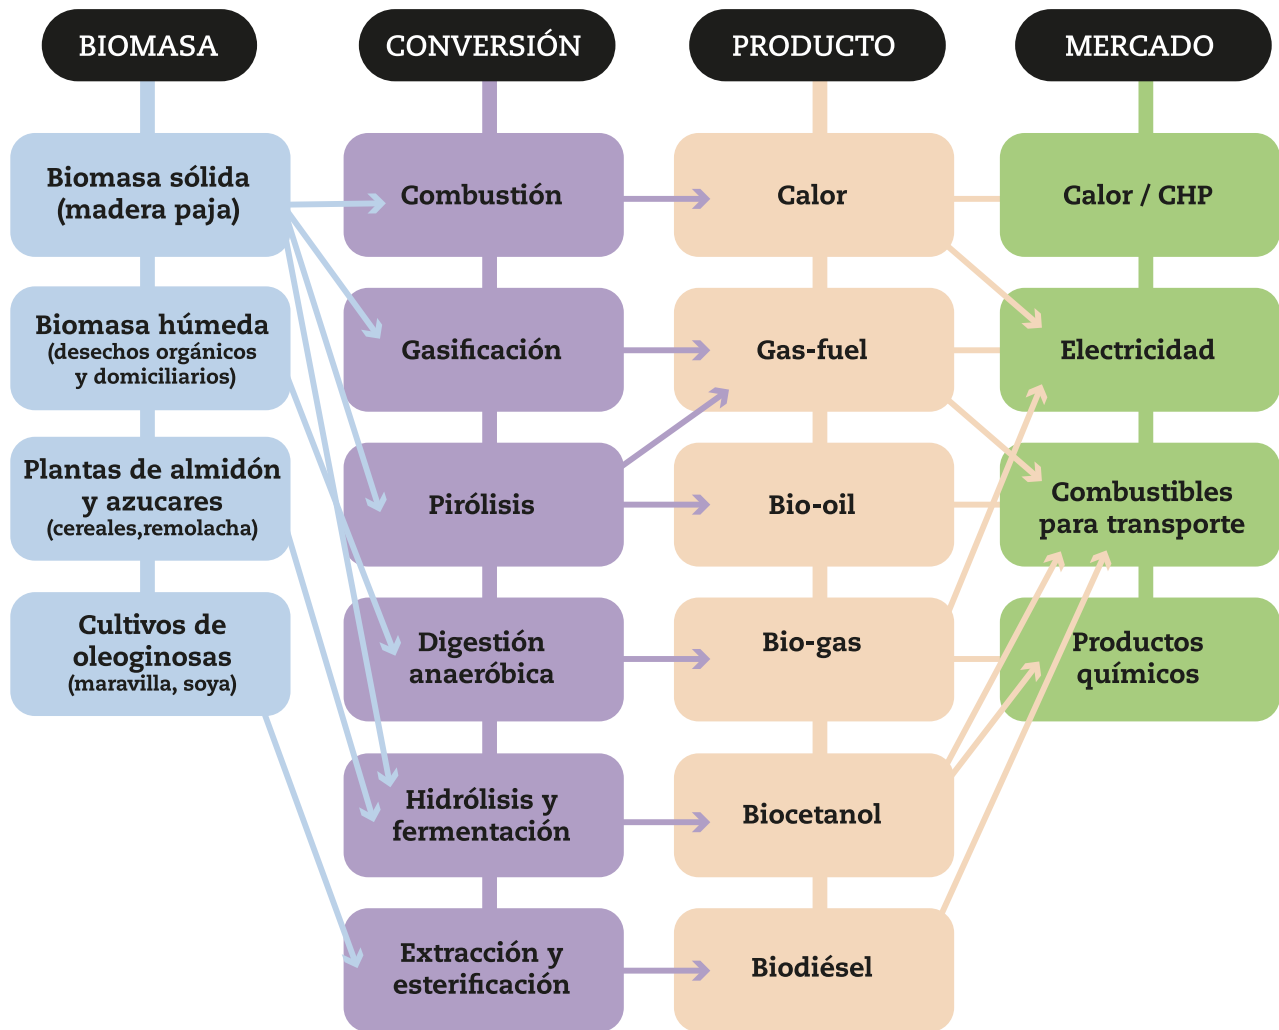 BIOMASA
CONVERSIÓN
PRODUCTO
MERCADO
Biomasa sólida
(madera paja)
Biomasa húmeda
(desechos orgánicos
y domiciliarios)
Plantas de almidón
y azucares
(cereales,remolacha)
Cultivos de
oleoginosas
(maravilla, soya)
Combustión
Gasificación
Pirólisis
Digestión
anaeróbica
Hidrólisis y
fermentación
Extracción y
esterificación
Calor
Gas-fuel
Bio-oil
Bio-gas
Biocetanol
Biodiésel
Calor / CHP
Electricidad
Combustibles
para transporte
Productos
químicos